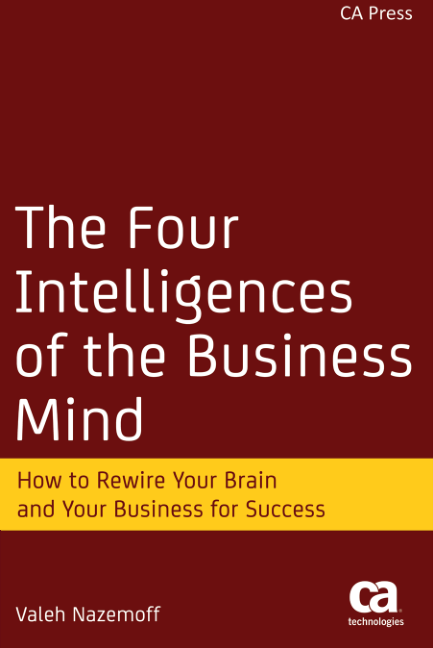 CA Press
The Four
Intelligences
of the Business
Mind
How to Rewire Your Brain
and Your Business for Success
Valeh Nazemoff
ca
technologies